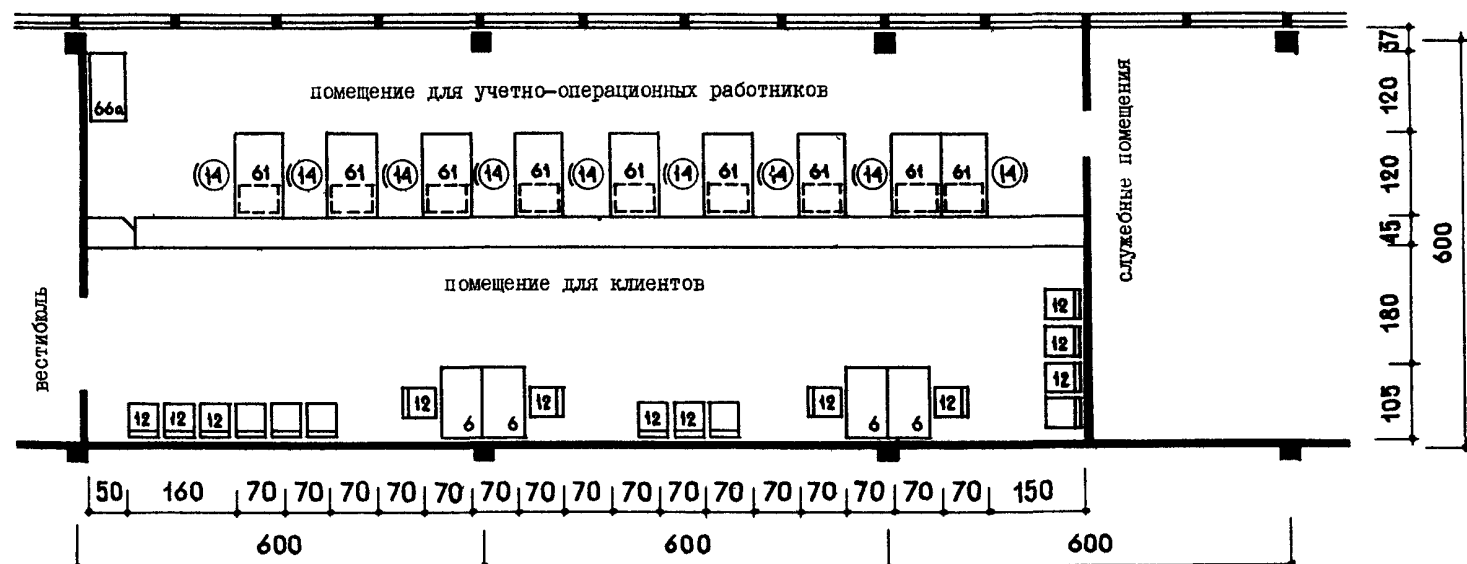 помещение для учетно-операционных работников
66а
14 61 14 61 14 61 14 61 14 61 14 61 14 61 14 61 61 14
помещение для клиентов
вестибюль
служебные помещения
12
12
12
12 12 12 12 6 6 12 12 12 12 6 6 12
37
120
120
45
180
105
600
50 160 70 70 70 70 70 70 70 70 70 70 70 70 70 70 70 70 150
600 600 600